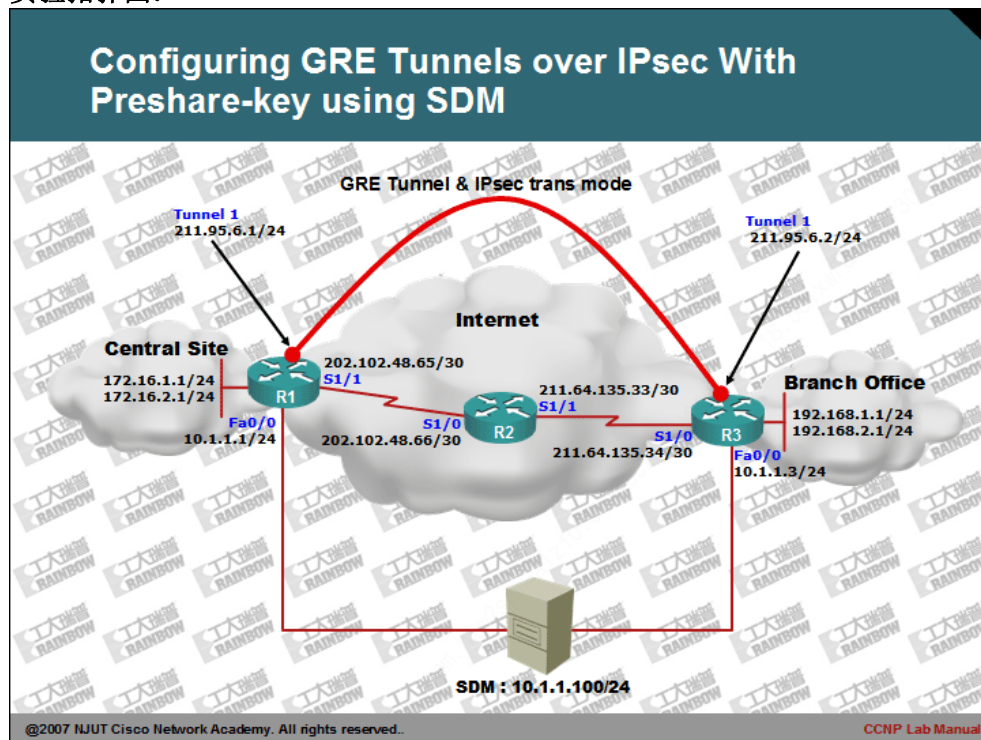 Configuring GRE Tunnels over IPsec With
Preshare-key using SDM
GRE Tunnel & IPsec trans mode
Tunnel 1
211.95.6.1/24
Tunnel 1
211.95.6.2/24
Internet
Central Site
172.16.1.1/24
172.16.2.1/24
202.102.48.65/30
S1/1
R1
Fa0/0
10.1.1.1/24
S1/0
202.102.48.66/30
R2
211.64.135.33/30
S1/1
S1/0
211.64.135.34/30
R3
Branch Office
192.168.1.1/24
192.168.2.1/24
Fa0/0
10.1.1.3/24
SDM : 10.1.1.100/24
工大瑞普
RAINBOW
@2007 NJUT Cisco Network Academy. All rights reserved..
CCNP Lab Manual